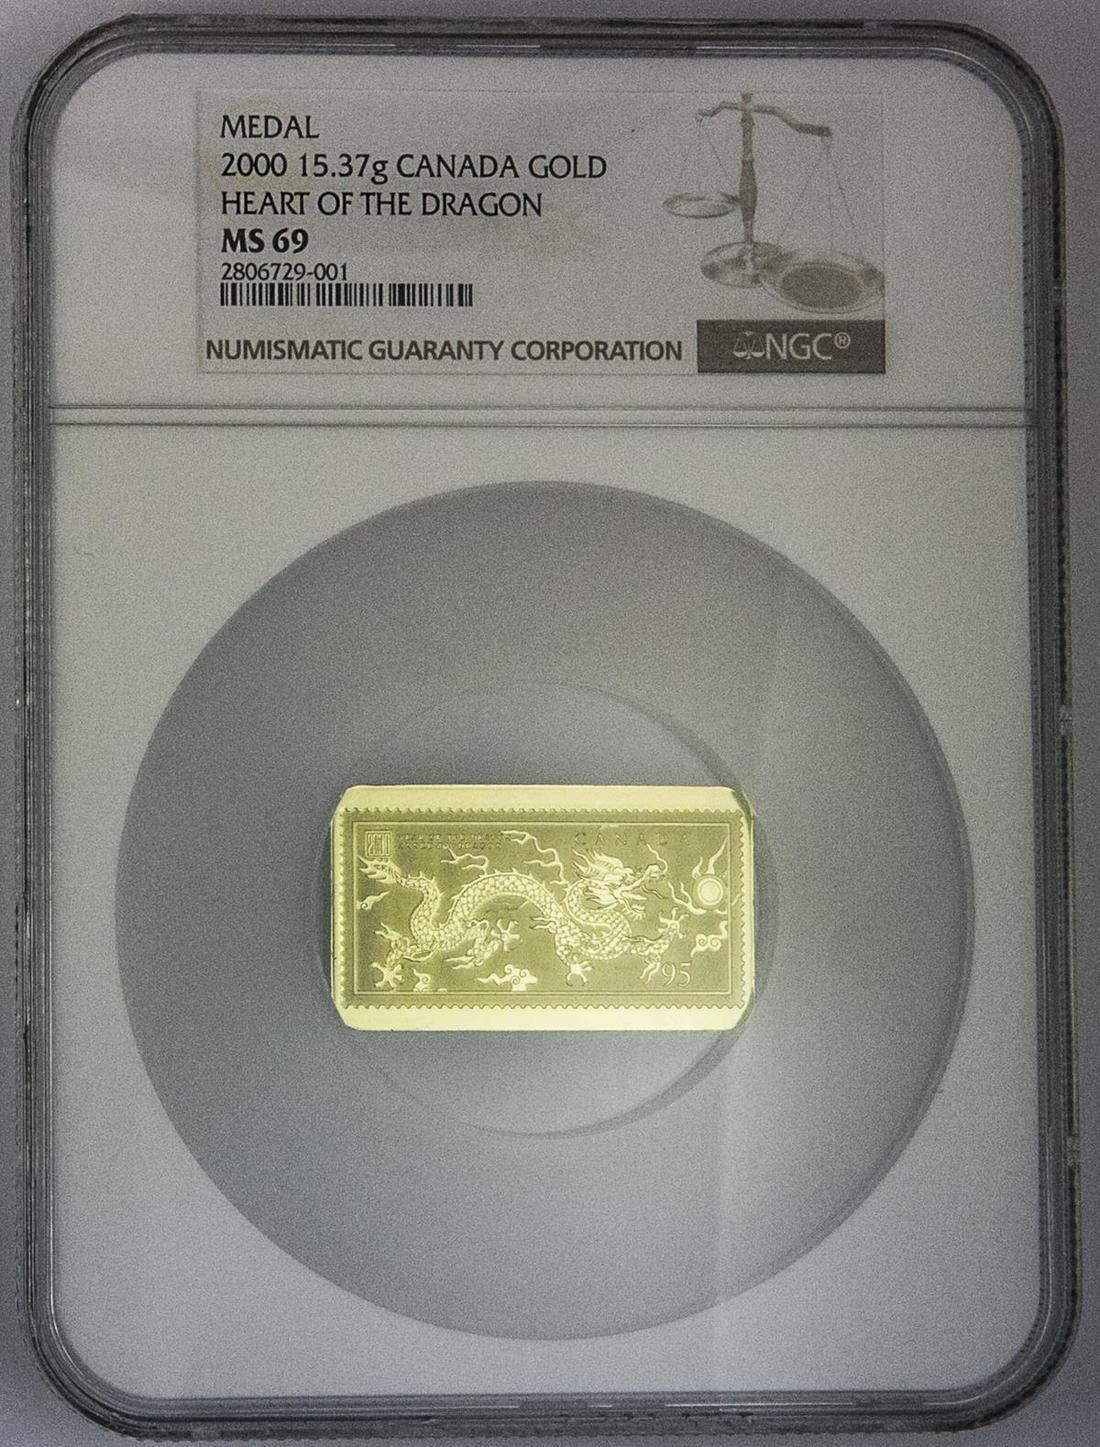 MEDAL
2000 15.37g CANADA GOLD
HEART OF THE DRAGON
MS 69
2806729-001
NUMISMATIC GUARANTY CORPORATION
NGC®
CANADA
95